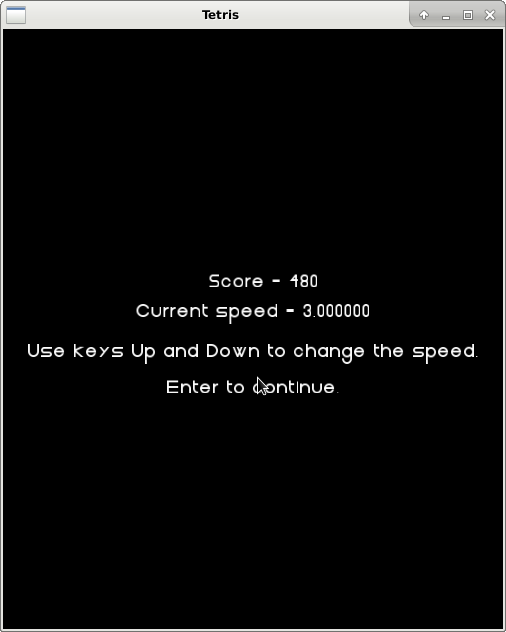 Tetris
Score - 480
Current speed - 3.000000
Use keys Up and Down to change the speed.
Enter to continue.